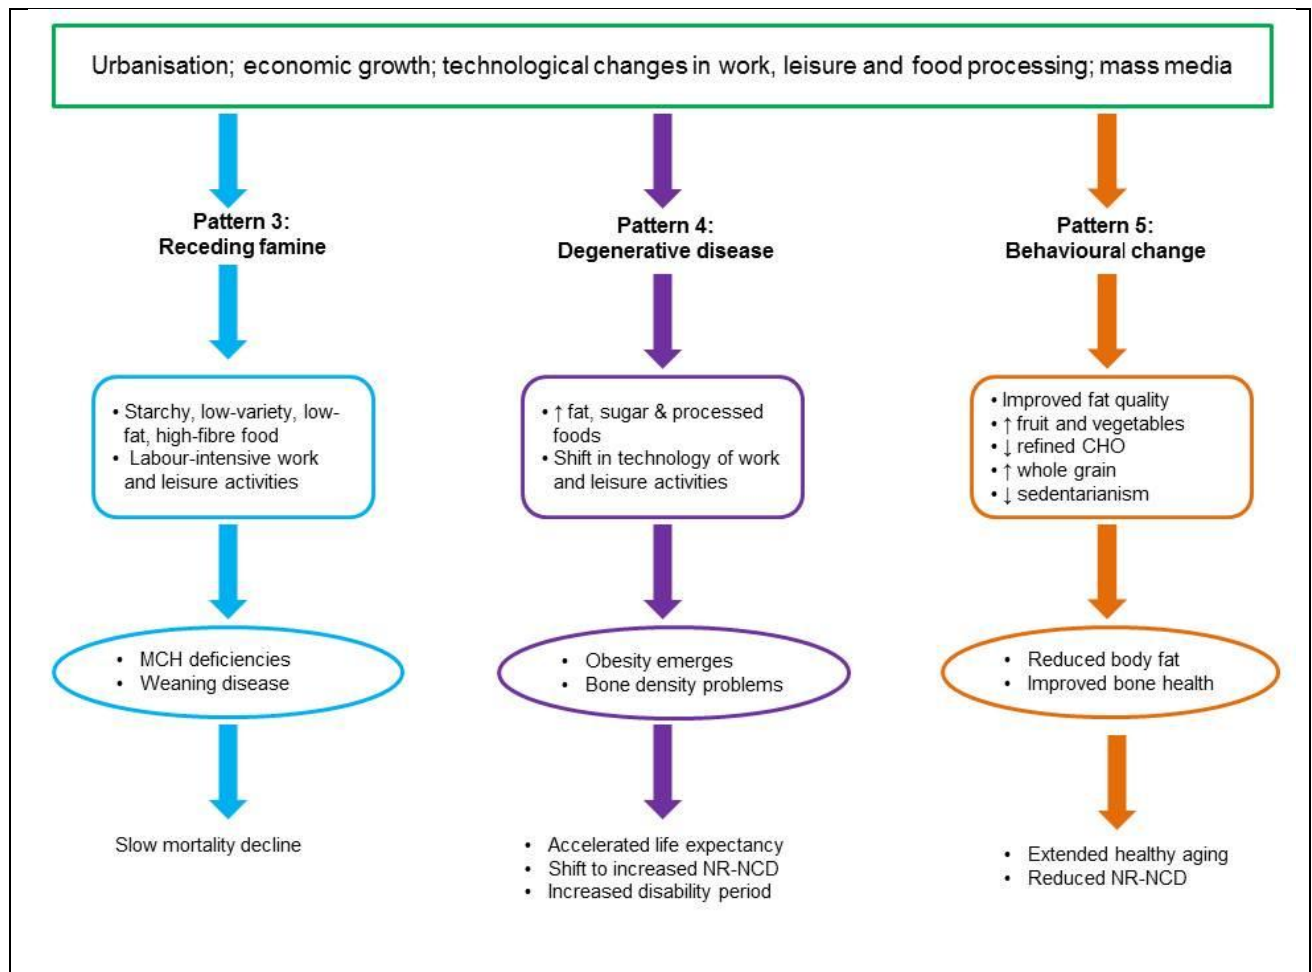 Urbanisation; economic growth; technological changes in work, leisure and food processing; mass media
Pattern 3:
Receding famine
• Starchy, low-variety, low-
fat, high-fibre food
• Labour-intensive work
and leisure activities
• MCH deficiencies
• Weaning disease
Slow mortality decline
Pattern 4:
Degenerative disease
• ↑ fat, sugar & processed
foods
• Shift in technology of work
and leisure activities
• Obesity emerges
• Bone density problems
• Accelerated life expectancy
• Shift to increased NR-NCD
• Increased disability period
Pattern 5:
Behavioural change
• Improved fat quality
• ↑ fruit and vegetables
• ↓ refined CHO
• ↑ whole grain
• ↓ sedentarianism
• Reduced body fat
• Improved bone health
• Extended healthy aging
• Reduced NR-NCD